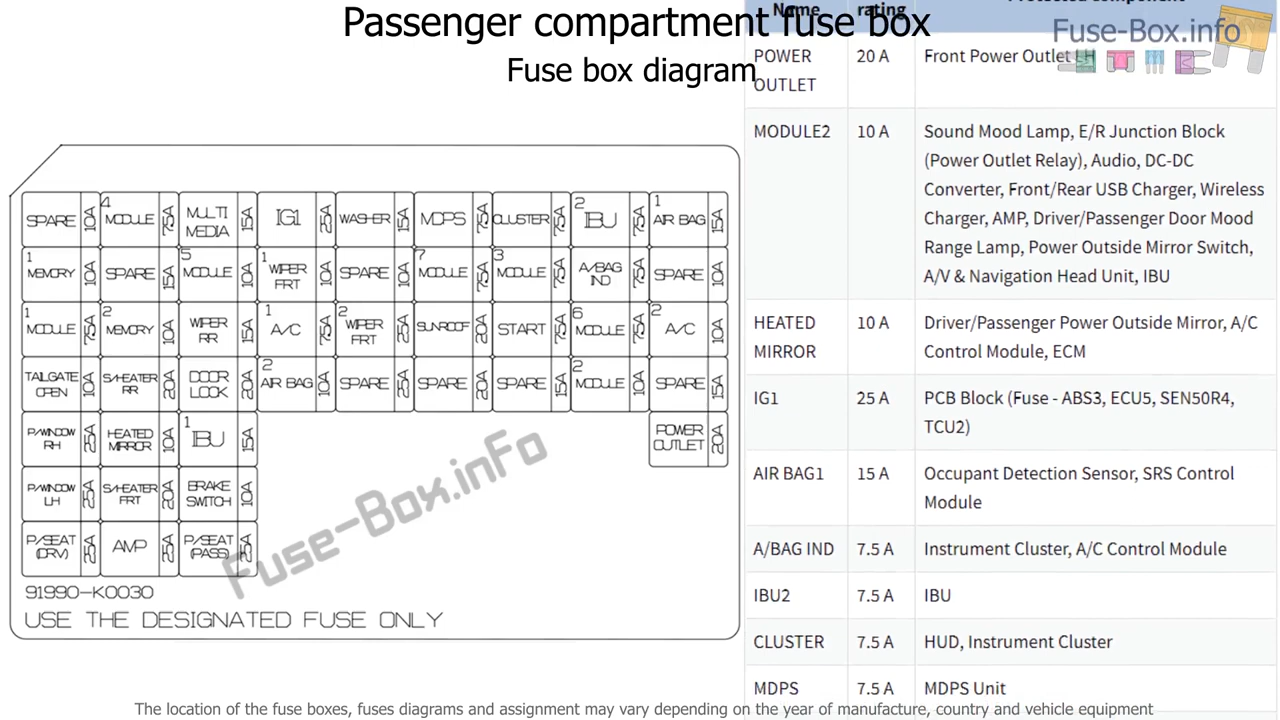 Passenger compartment fuse box
Fuse box diagram
Name rating
Fuse-Box.info
SPARE 10A 4 MODULE 7.5A MULTI MEDIA 15A IG1 25A WASHER 15A MDPS 7.5A CLUSTER 7.5A 2 IBU 7.5A 1 AIR BAG 15A
1 MEMORY 10A SPARE 15A 5 MODULE 10A 1 WIPER FRT 10A SPARE 10A 7 MODULE 7.5A 3 MODULE 7.5A A/BAG IND 7.5A SPARE 10A
1 MODULE 7.5A 2 MEMORY 10A WIPER RR 15A 1 A/C 7.5A 2 WIPER FRT 25A SUNROOF 20A START 7.5A 6 MODULE 7.5A 2 A/C 10A
TAILGATE OPEN 10A S/HEATER RR 20A DOOR LOCK 20A 2 AIR BAG 10A SPARE 25A SPARE 20A SPARE 15A 2 MODULE 10A SPARE 15A
P/WINDOW RH 25A HEATED MIRROR 10A 1 IBU 15A POWER OUTLET 20A
P/WINDOW LH 25A S/HEATER FRT 20A BRAKE SWITCH 10A
P/SEAT (DRV) 25A AMP 25A P/SEAT (PASS) 25A
91990-K0030
USE THE DESIGNATED FUSE ONLY
Fuse-Box.info
POWER OUTLET 20 A Front Power Outlet LH
MODULE2 10 A Sound Mood Lamp, E/R Junction Block
(Power Outlet Relay), Audio, DC-DC
Converter, Front/Rear USB Charger, Wireless
Charger, AMP, Driver/Passenger Door Mood
Range Lamp, Power Outside Mirror Switch,
A/V & Navigation Head Unit, IBU
HEATED MIRROR 10 A Driver/Passenger Power Outside Mirror, A/C
Control Module, ECM
IG1 25 A PCB Block (Fuse - ABS3, ECU5, SEN50R4,
TCU2)
AIR BAG1 15 A Occupant Detection Sensor, SRS Control
Module
A/BAG IND 7.5 A Instrument Cluster, A/C Control Module
IBU2 7.5 A IBU
CLUSTER 7.5 A HUD, Instrument Cluster
MDPS 7.5 A MDPS Unit
The location of the fuse boxes, fuses diagrams and assignment may vary depending on the year of manufacture, country and vehicle equipment